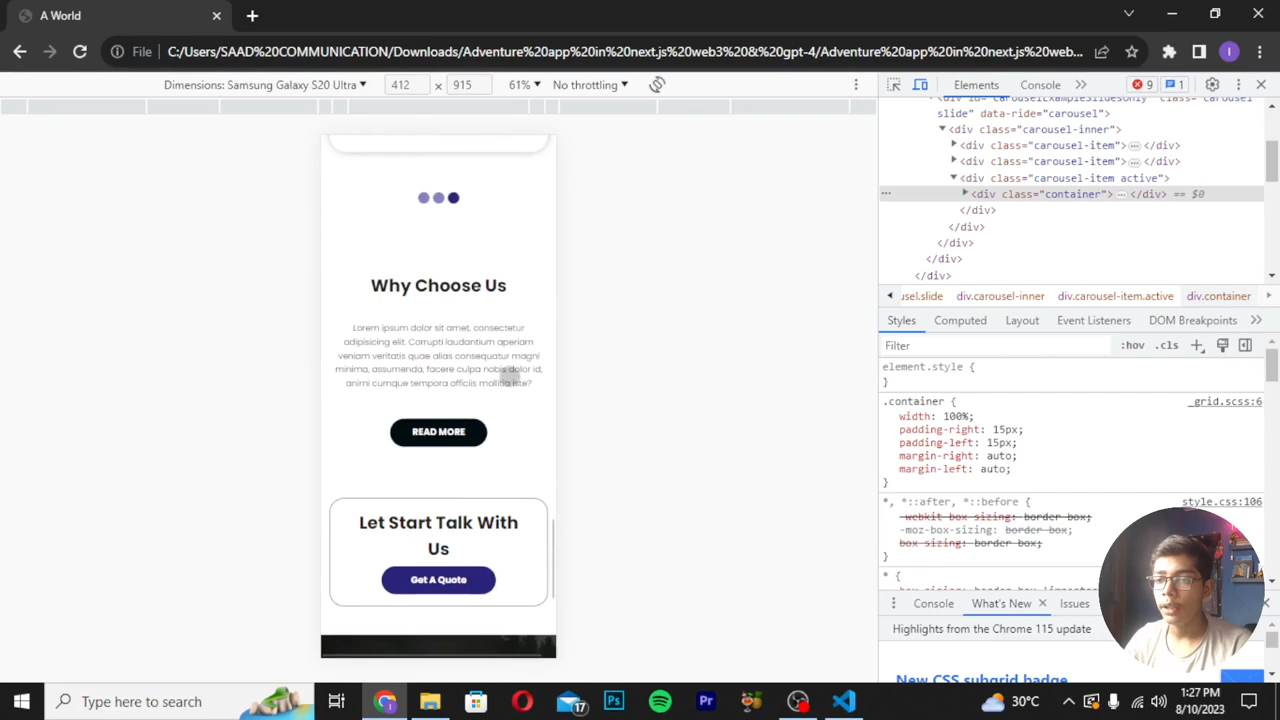 A World
File
C:/Users/SAAD%20COMMUNICATION/Downloads/Adventure%20app%20in%20next.js%20web3%20&%20gpt-4/Adventure%20app%20in%20next.js%20web...
I
Dimensions: Samsung Galaxy S20 Ultra
412 x 915
61%
No throttling
Elements
Console
9
1
slide" data-ride="carousel">
<div class="carousel-inner">
<div class="carousel-item"> … </div>
<div class="carousel-item"> … </div>
<div class="carousel-item active">
<div class="container"> … </div> == $0
</div>
</div>
</div>
</div>
</div>
usel.slide
div.carousel-inner
div.carousel-item.active
div.container
Styles
Computed
Layout
Event Listeners
DOM Breakpoints
Filter
:hov
.cls
element.style {
}
.container {
_grid.scss:6
width: 100%;
padding-right: 15px;
padding-left: 15px;
margin-right: auto;
margin-left: auto;
}
*, *::after, *::before {
style.css:106
-webkit-box-sizing: border-box;
-moz-box-sizing: border-box;
box-sizing: border-box;
}
* {
Console
What's New
Issues
Highlights from the Chrome 115 update
New CSS subgrid badge
Why Choose Us
Lorem ipsum dolor sit amet, consectetur
adipisicing elit. Corrupti laudantium aperiam
veniam veritatis quae alias consequatur magni
minima, assumenda, facere culpa nobis dolor id,
animi cumque tempora officiis mollitia iste?
READ MORE
Let Start Talk With
Us
Get A Quote
Type here to search
Ps
17
Pr
30°C
1:27 PM
8/10/2023